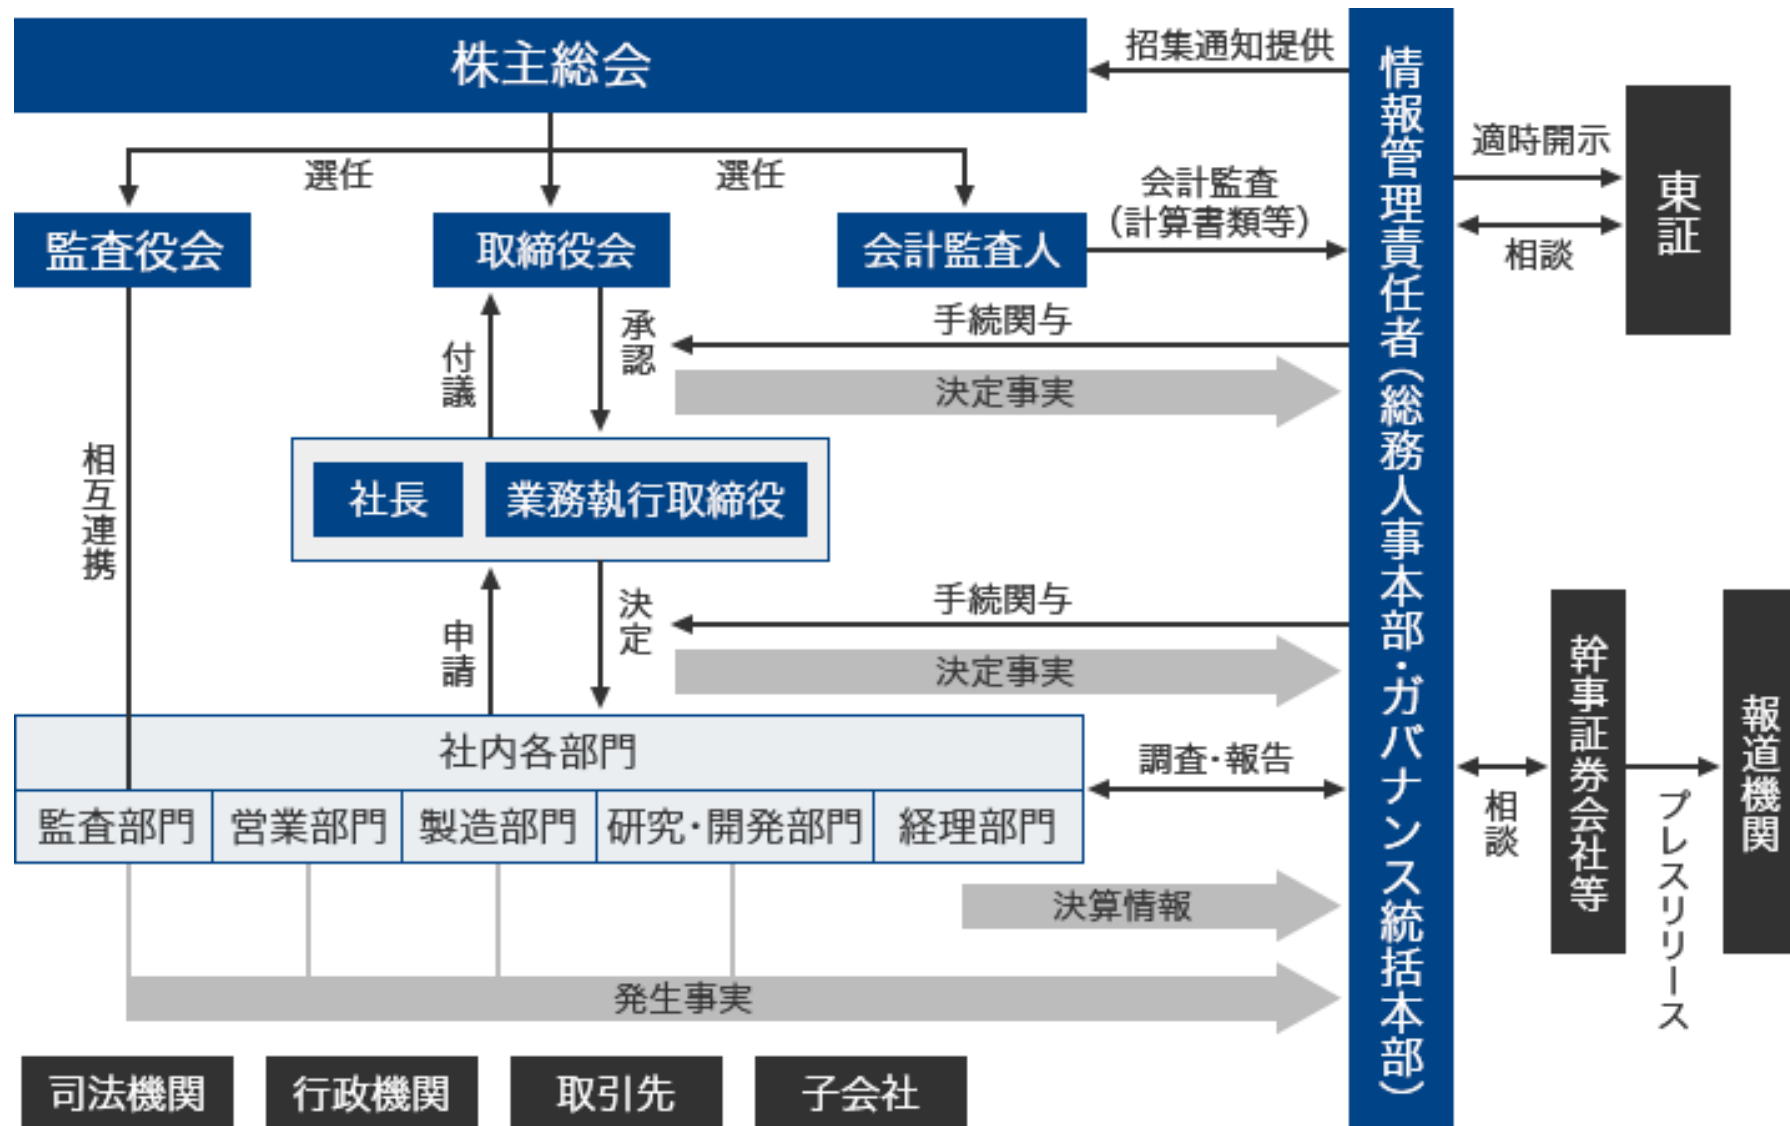 株主総会
招集通知提供
選任
選任
監査役会
取締役会
会計監査人
会計監査
(計算書類等)
適時開示
相談
東証
付議
承認
手続関与
決定事実
相互連携
社長
業務執行取締役
申請
決定
手続関与
決定事実
情報管理責任者(総務人事本部・ガバナンス統括本部)
社内各部門
監査部門
営業部門
製造部門
研究・開発部門
経理部門
調査・報告
相談
幹事証券会社等
プレスリリース
報道機関
決算情報
発生事実
司法機関
行政機関
取引先
子会社